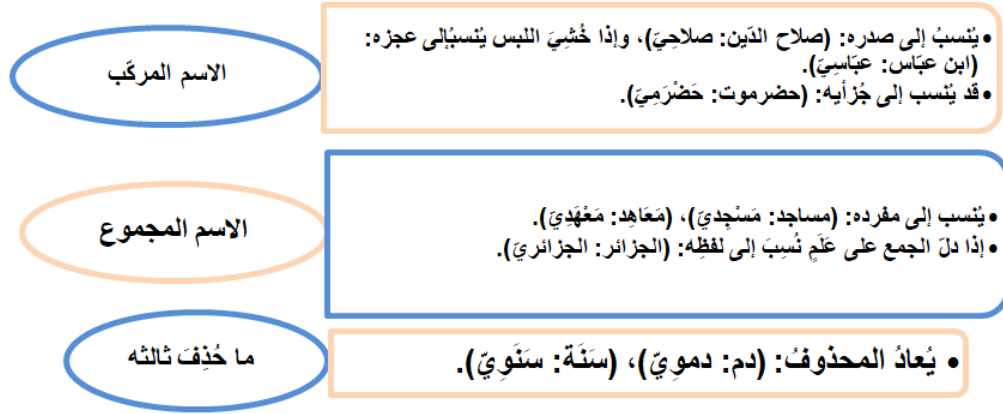 الاسم المركّب
•يُنسبُ إلى صدره: (صلاح الدّين: صلاحِيّ)، وإذا خُشِيَ اللبس يُنسبُإلى عجزه:
(ابن عبّاس: عبّاسِيّ).
•قد يُنسب إلى جُزأيه: (حضرموت: حَضْرَمِيّ).
الاسم المجموع
•يُنسب إلى مفرده: (مساجد: مَسْجِديّ)، (مَعَاهِد: مَعْهَدِيّ).
•إذا دلّ الجمع على عَلَمٍ نُسِبَ إلى لفظِه: (الجزائر: الجزائريّ).
ما حُذِفَ ثالثه
• يُعادُ المحذوفُ: (دم: دموِيّ)، (سَنَة: سَنَوِيّ).